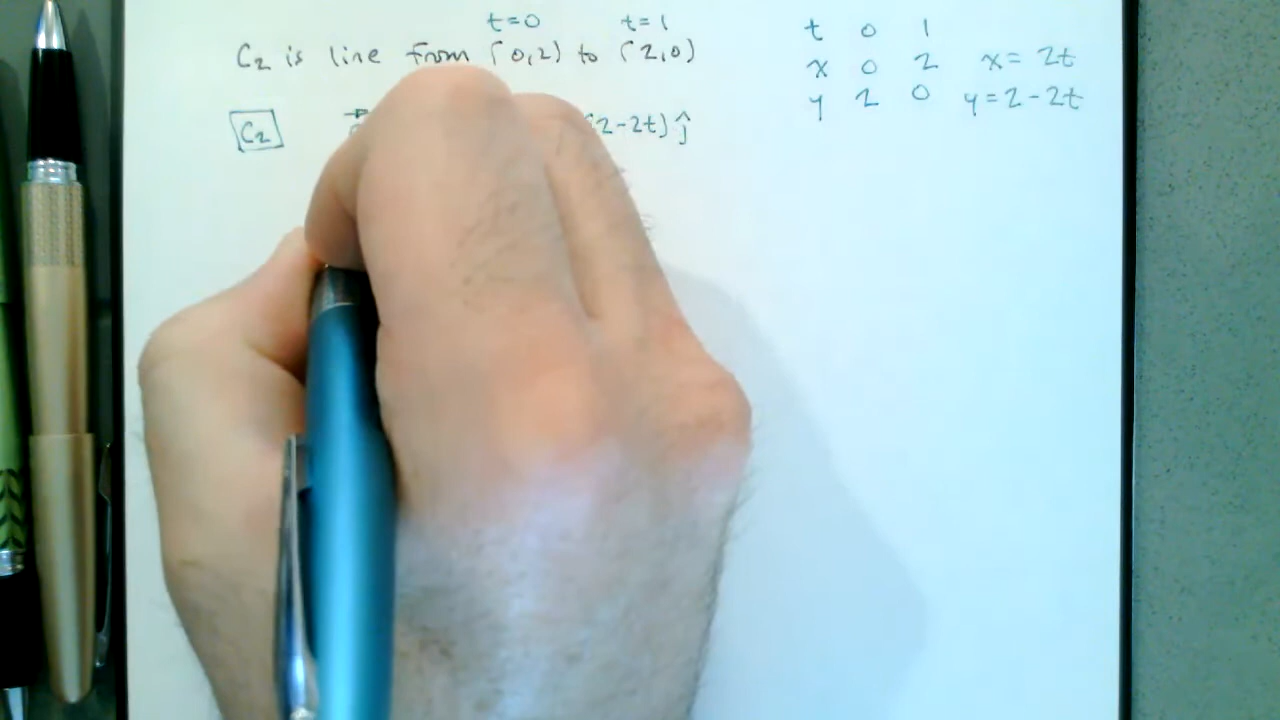 t=0 t=1
C₂ is line from (0,2) to (2,0)
C₂ (2-2t) ĵ
t 0 1
x 0 2 x = 2t
y 2 0 y = 2 - 2t